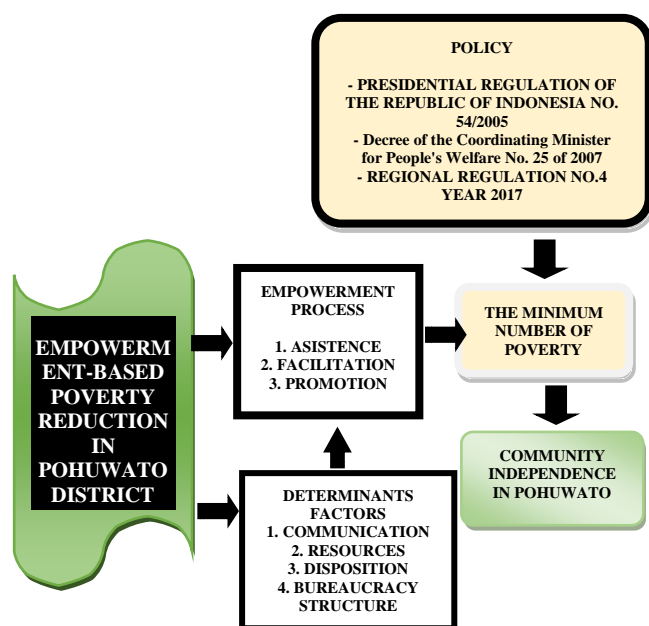 POLICY
- PRESIDENTIAL REGULATION OF
THE REPUBLIC OF INDONESIA NO.
54/2005
- Decree of the Coordinating Minister
for People's Welfare No. 25 of 2007
- REGIONAL REGULATION NO.4
YEAR 2017
EMPOWERM
ENT-BASED
POVERTY
REDUCTION
IN
POHUWATO
DISTRICT
EMPOWERMENT
PROCESS
1. ASISTENCE
2. FACILITATION
3. PROMOTION
THE MINIMUM
NUMBER OF
POVERTY
DETERMINANTS
FACTORS
1. COMMUNICATION
2. RESOURCES
3. DISPOSITION
4. BUREAUCRACY
STRUCTURE
COMMUNITY
INDEPENDENCE
IN POHUWATO